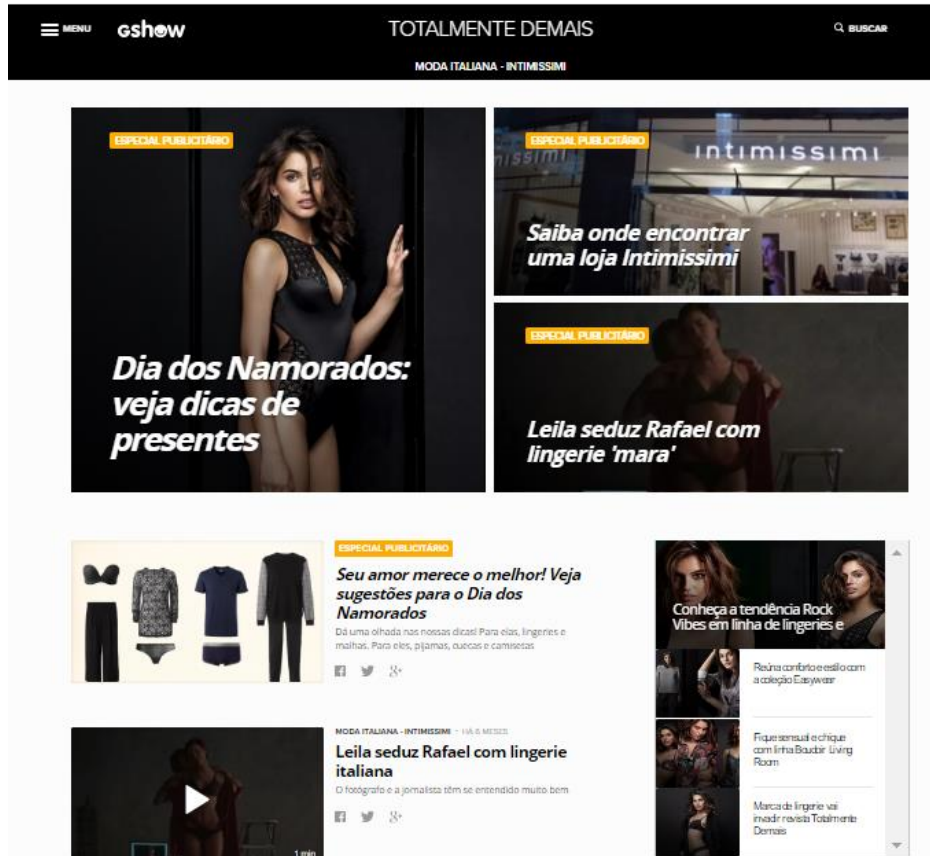 MENU
gshow
TOTALMENTE DEMAIS
BUSCAR
MODA ITALIANA - INTIMISSIMI
ESPECIAL PUBLICITÁRIO
Dia dos Namorados:
veja dicas de
presentes
ESPECIAL PUBLICITÁRIO
missimi
intimissimi
Saiba onde encontrar
uma loja Intimissimi
ESPECIAL PUBLICITÁRIO
Leila seduz Rafael com
lingerie 'mara'
ESPECIAL PUBLICITÁRIO
Seu amor merece o melhor! Veja
sugestões para o Dia dos
Namorados
Dá uma olhada nas nossas dicas! Para elas, lingeries e
malhas. Para eles, pijamas, cuecas e camisetas
MODA ITALIANA - INTIMISSIMI - HÁ 6 MESES
Leila seduz Rafael com lingerie
italiana
O fotógrafo e a jornalista têm se entendido muito bem
1 min
Conheça a tendência Rock
Vibes em linha de lingeries e
Reúna conforto e estilo com
a coleção Easywear
Fique sensual e chique
com linha Boudoir Living
Room
Marca de lingerie vai
invadir revista Totalmente
Demais